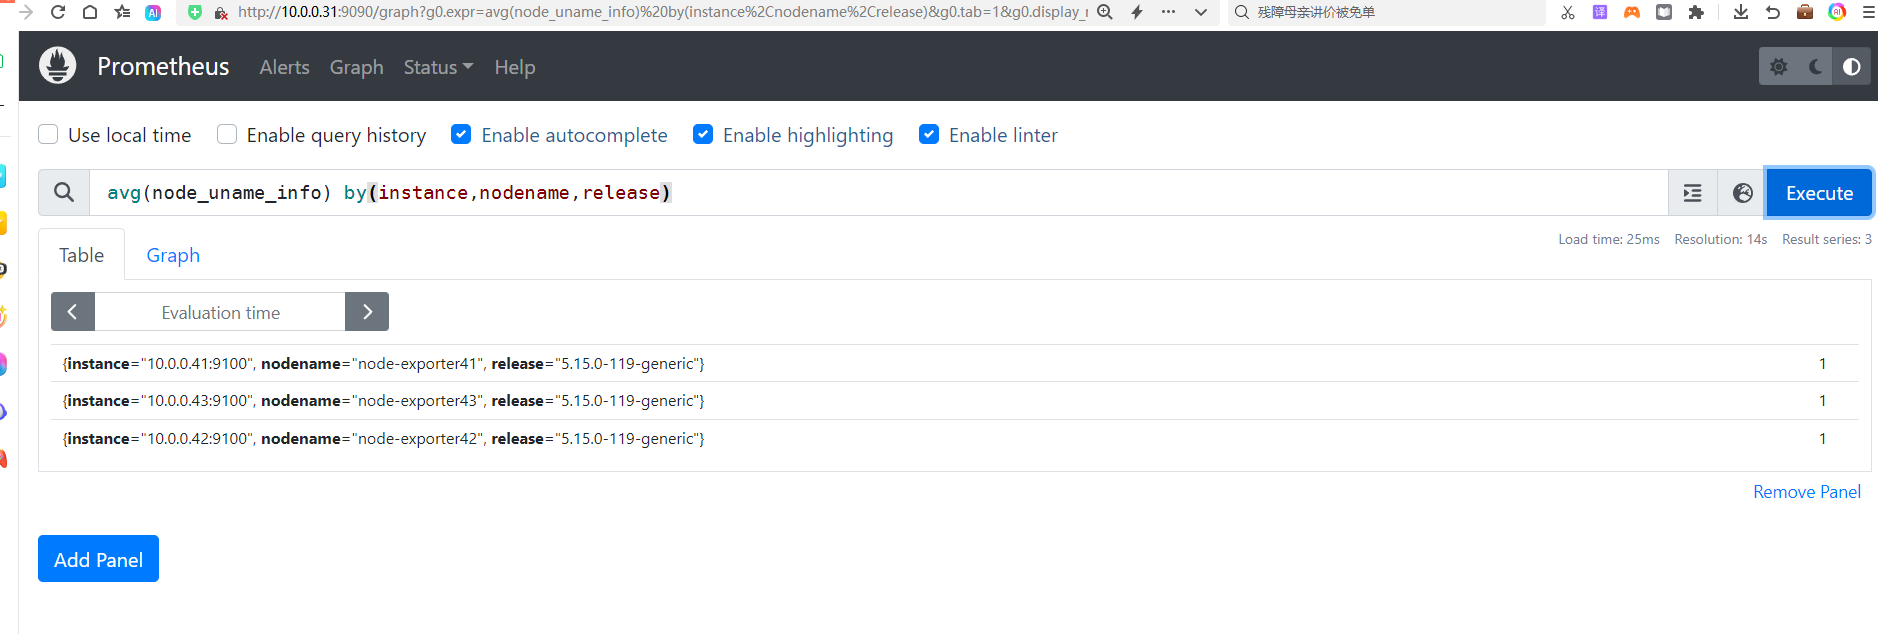 http://10.0.0.31:9090/graph?g0.expr=avg(node_uname_info)%20by(instance%2Cnodename%2Crelease)&g0.tab=1&g0.display_
残障母亲讲价被免单
译
AI
Prometheus Alerts Graph Status Help
Use local time Enable query history Enable autocomplete Enable highlighting Enable linter
avg(node_uname_info) by(instance,nodename,release) Execute
Load time: 25ms Resolution: 14s Result series: 3
Table Graph
Evaluation time
{instance="10.0.0.41:9100", nodename="node-exporter41", release="5.15.0-119-generic"} 1
{instance="10.0.0.43:9100", nodename="node-exporter43", release="5.15.0-119-generic"} 1
{instance="10.0.0.42:9100", nodename="node-exporter42", release="5.15.0-119-generic"} 1
Remove Panel
Add Panel